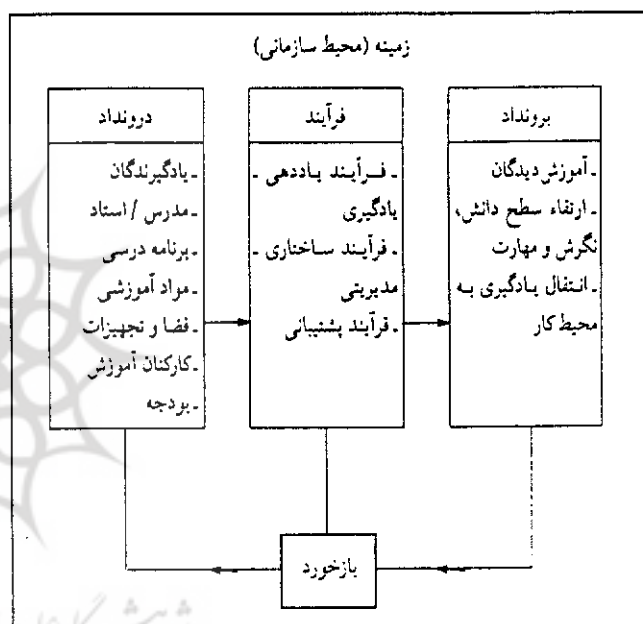 زمینه (محیط سازمانی)
درونداد
ـ یادگیرندگان
ـ مدرس / استاد
ـ برنامه درسی
ـ مواد آموزشی
ـ فضا و تجهیزات
ـ کارکنان آموزش
ـ بودجه
فرآیند
ـ فـرآیند یاددهی ـ
یادگیری
ـ فرآیند ساختاری ـ
مدیریتی
ـ فرآیند پشتیبانی
برونداد
ـ آموزش‌دیدگان
ـ ارتقاء سطح دانش،
نگرش و مهارت
ـ انتقال یادگیری به
محیط کار
بازخورد